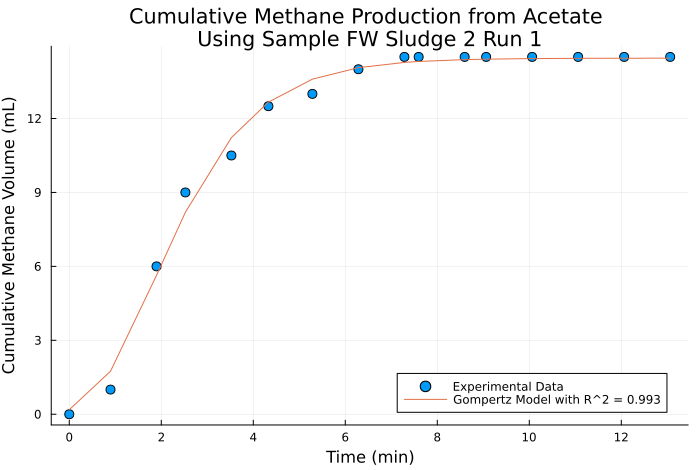 Cumulative Methane Production from Acetate
Using Sample FW Sludge 2 Run 1
Cumulative Methane Volume (mL)
12
9
6
3
0
Experimental Data
Gompertz Model with R^2 = 0.993
0 2 4 6 8 10 12
Time (min)